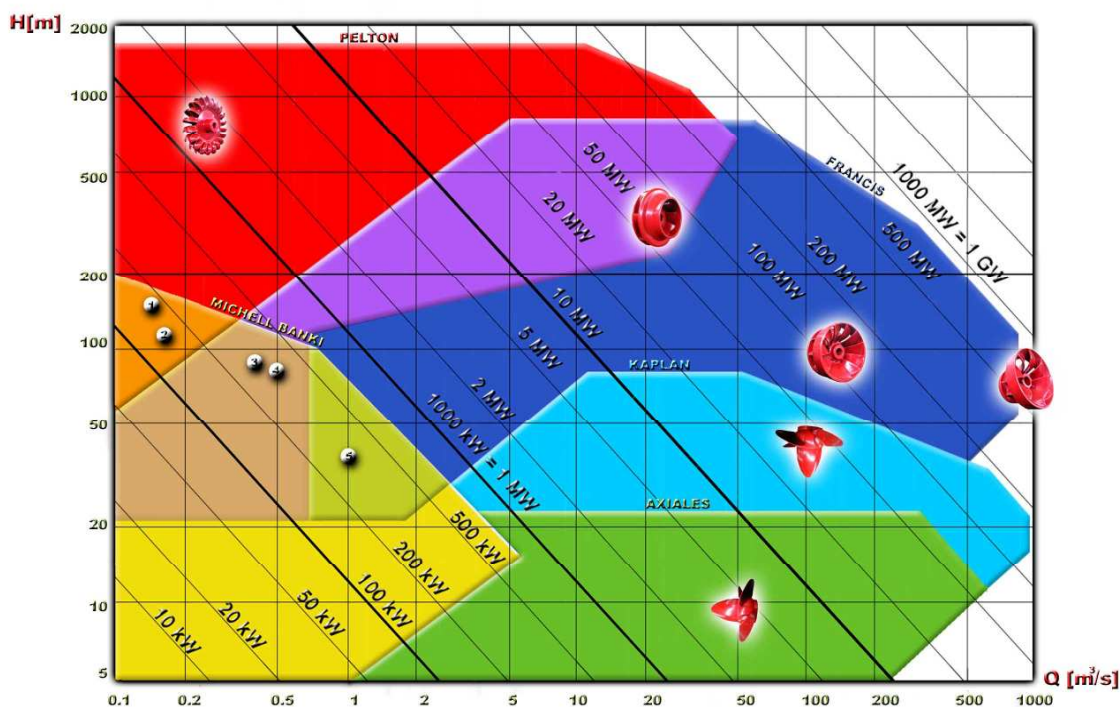 H[m]
2000
1000
500
200
100
50
20
10
5
PELTON
FRANCIS
MICHELL BANKI
KAPLAN
AXIALES
1
2
3
4
5
50 MW
20 MW
10 MW
5 MW
2 MW
1000 kW = 1 MW
100 MW
200 MW
500 MW
1000 MW = 1 GW
500 kW
200 kW
100 kW
50 kW
20 kW
10 kW
0.1 0.2 0.5 1 2 5 10 20 50 100 200 500 1000
Q [m³/s]